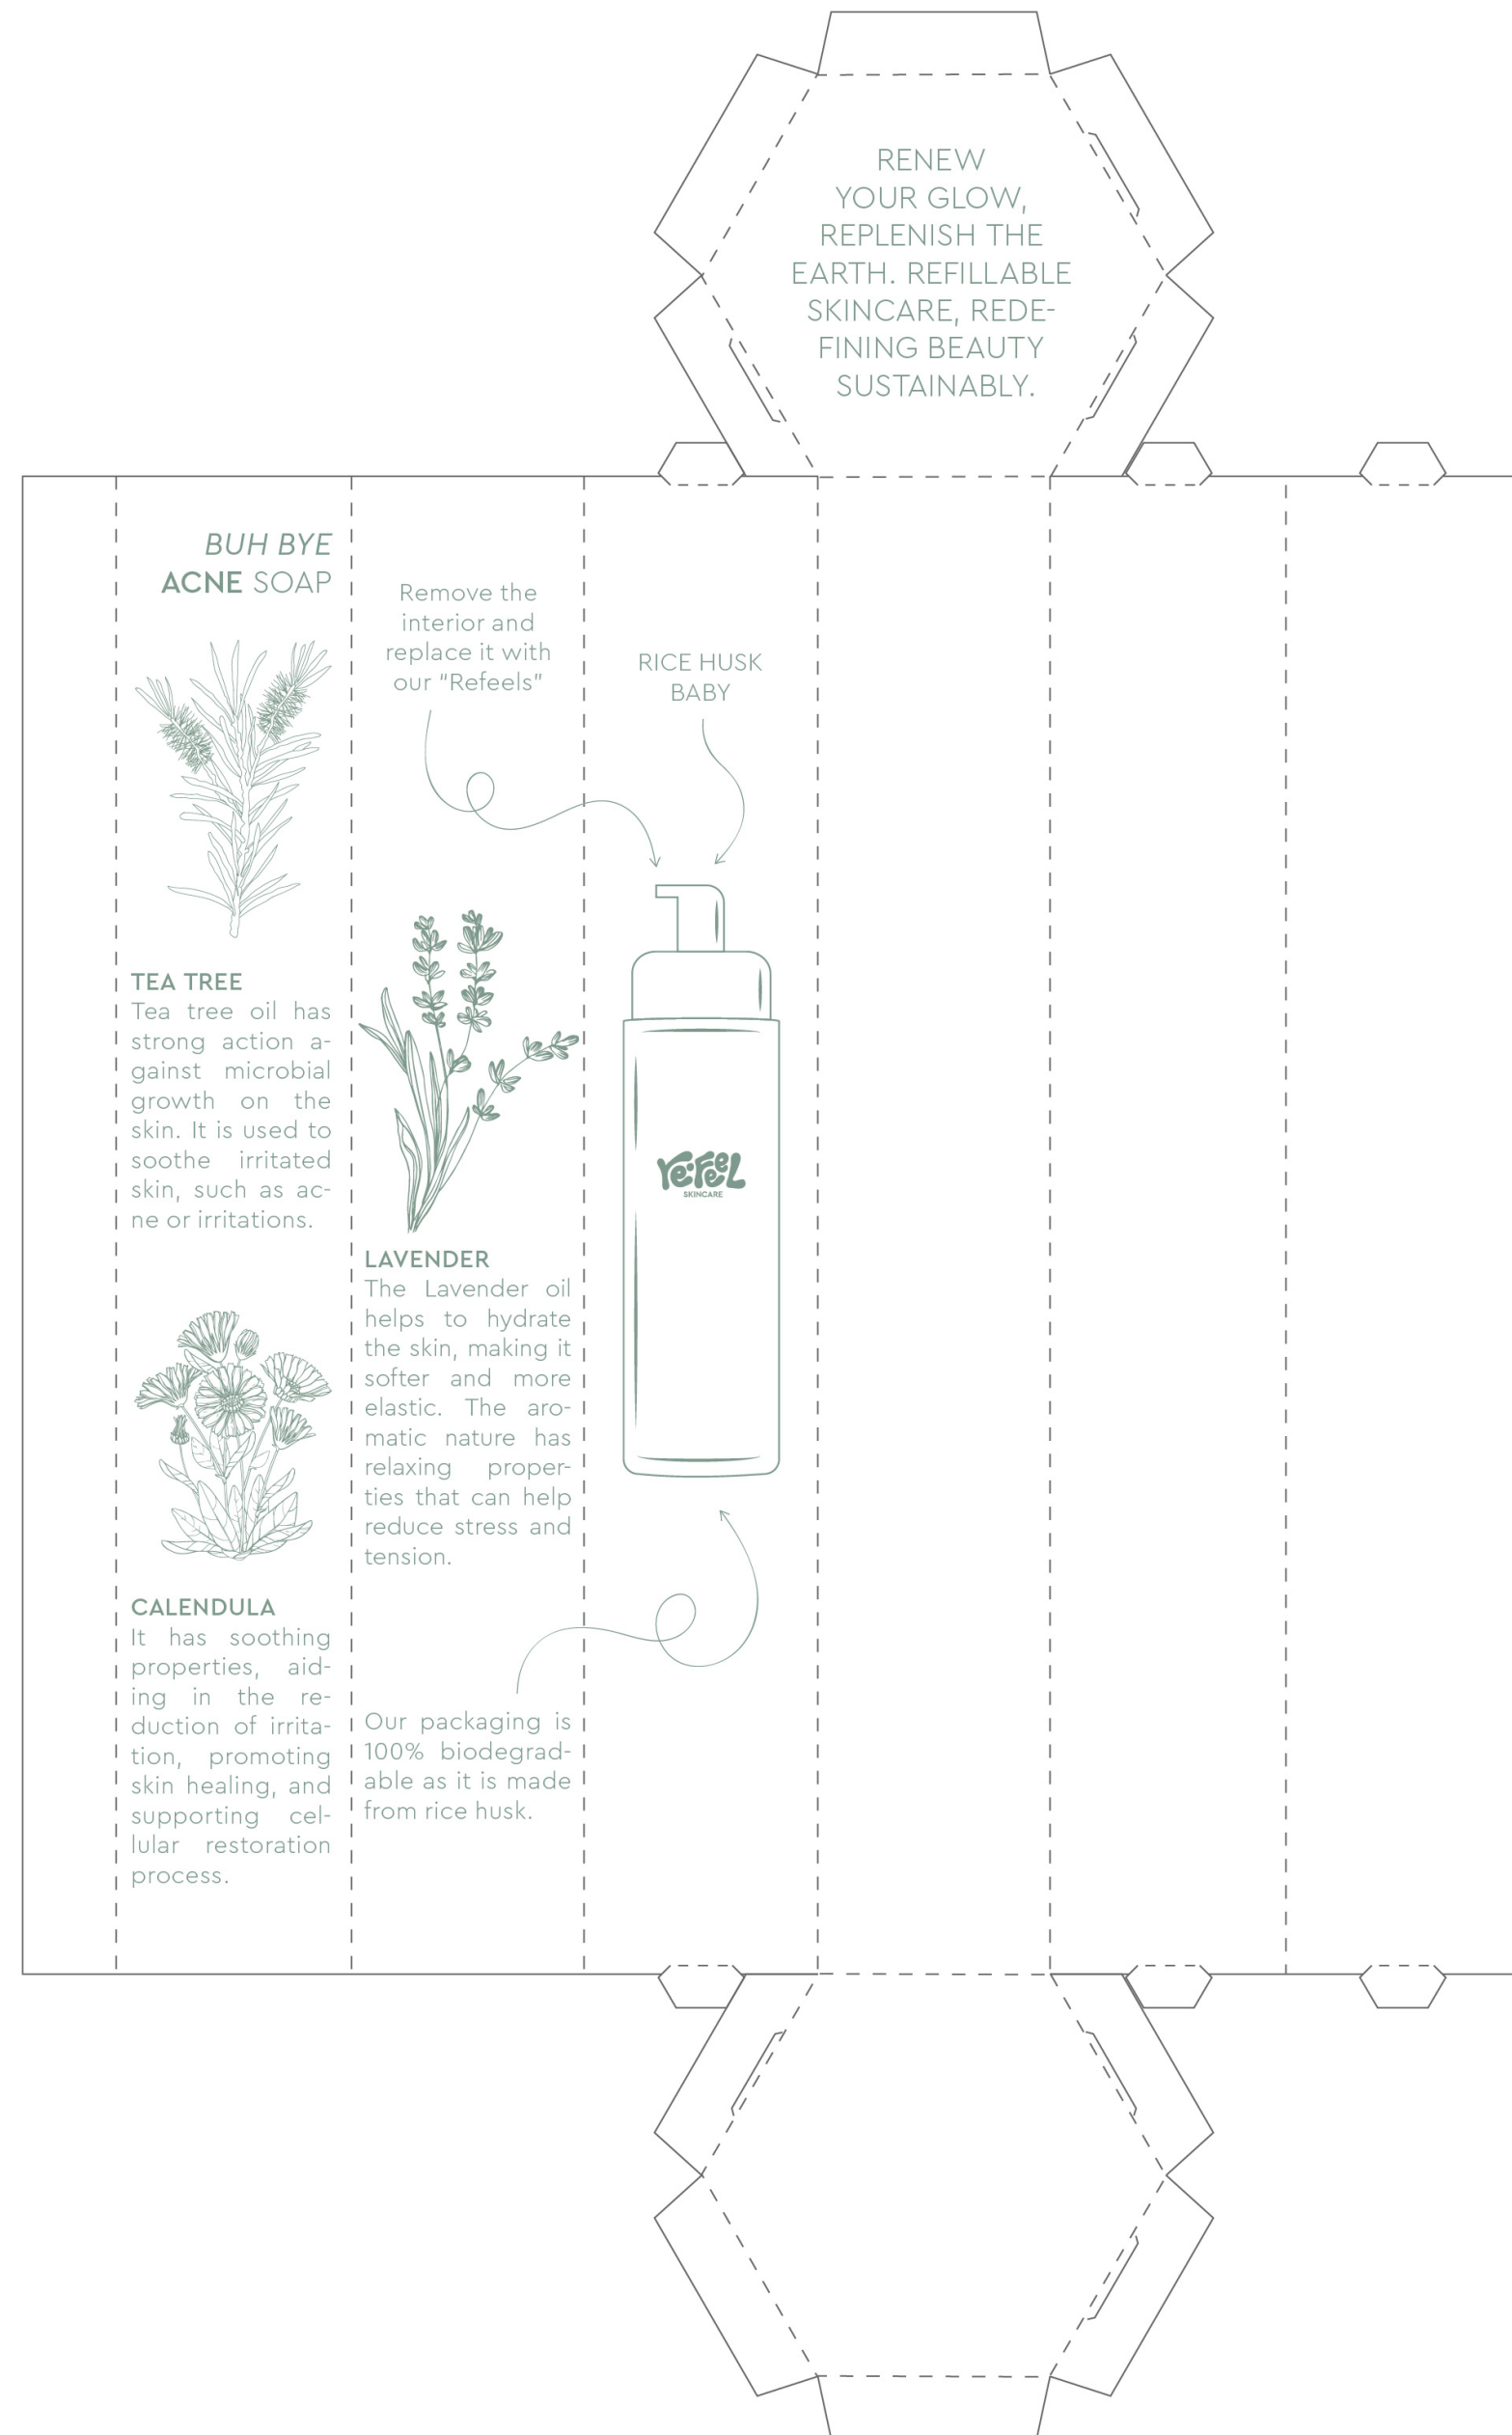 RENEW
YOUR GLOW,
REPLENISH THE
EARTH. REFILLABLE
SKINCARE, REDE-
FINING BEAUTY
SUSTAINABLY.
BUH BYE
ACNE SOAP
TEA TREE
Tea tree oil has
strong action a-
gainst microbial
growth on the
skin. It is used to
soothe irritated
skin, such as ac-
ne or irritations.
CALENDULA
It has soothing
properties, aid-
ing in the re-
duction of irrita-
tion, promoting
skin healing, and
supporting cel-
lular restoration
process.
Remove the
interior and
replace it with
our "Refeels"
LAVENDER
The Lavender oil
helps to hydrate
the skin, making it
softer and more
elastic. The aro-
matic nature has
relaxing proper-
ties that can help
reduce stress and
tension.
Our packaging is
100% biodegrad-
able as it is made
from rice husk.
RICE HUSK
BABY
re·FeeL
SKINCARE